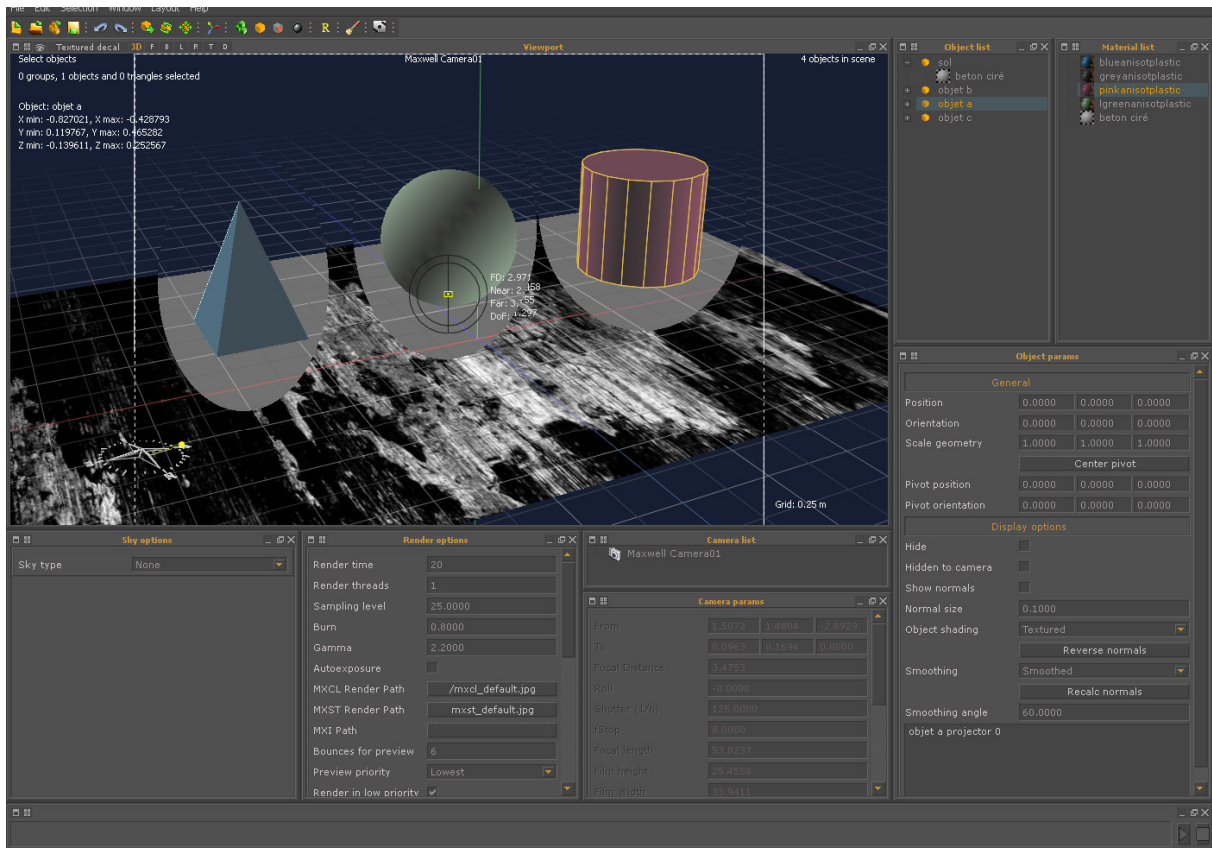 File Edit Selection Window Layout Help
R
Textured decal 3D F B L R T D Viewport
Select objects Maxwell Camera01 4 objects in scene
0 groups, 1 objects and 0 triangles selected
Object: objet a
X min: -0.827021, X max: -0.428793
Y min: 0.119767, Y max: 0.465282
Z min: -0.139611, Z max: 0.252567
FD: 2.971
Near: 2.
Far: 3.
DoF: 1.297
Grid: 0.25 m
Object list
sol
beton ciré
objet b
objet a
objet c
Material list
blueanisotplastic
greyanisotplastic
pinkanisotplastic
lgreenanisotplastic
beton ciré
Object params
General
Position 0.0000 0.0000 0.0000
Orientation 0.0000 0.0000 0.0000
Scale geometry 1.0000 1.0000 1.0000
Center pivot
Pivot position 0.0000 0.0000 0.0000
Pivot orientation 0.0000 0.0000 0.0000
Display options
Hide
Hidden to camera
Show normals
Normal size 0.1000
Object shading Textured
Reverse normals
Smoothing Smoothed
Recalc normals
Smoothing angle 60.0000
objet a projector 0
Sky options
Sky type None
Render options
Render time 20
Render threads 1
Sampling level 25.0000
Burn 0.8000
Gamma 2.2000
Autoexposure
MXCL Render Path /mxcl_default.jpg
MXST Render Path mxst_default.jpg
MXI Path
Bounces for preview 6
Preview priority Lowest
Render in low priority
Camera list
Maxwell Camera01
Camera params
From 1.5073 1.4804 -2.8929
To 0.0963 0.1694 0.0000
Focal Distance 3.4753
Roll -0.0000
Shutter (1/n) 125.0000
fStop 8.0000
Focal length 53.8237
Film height 25.4558
Film Width 33.9411